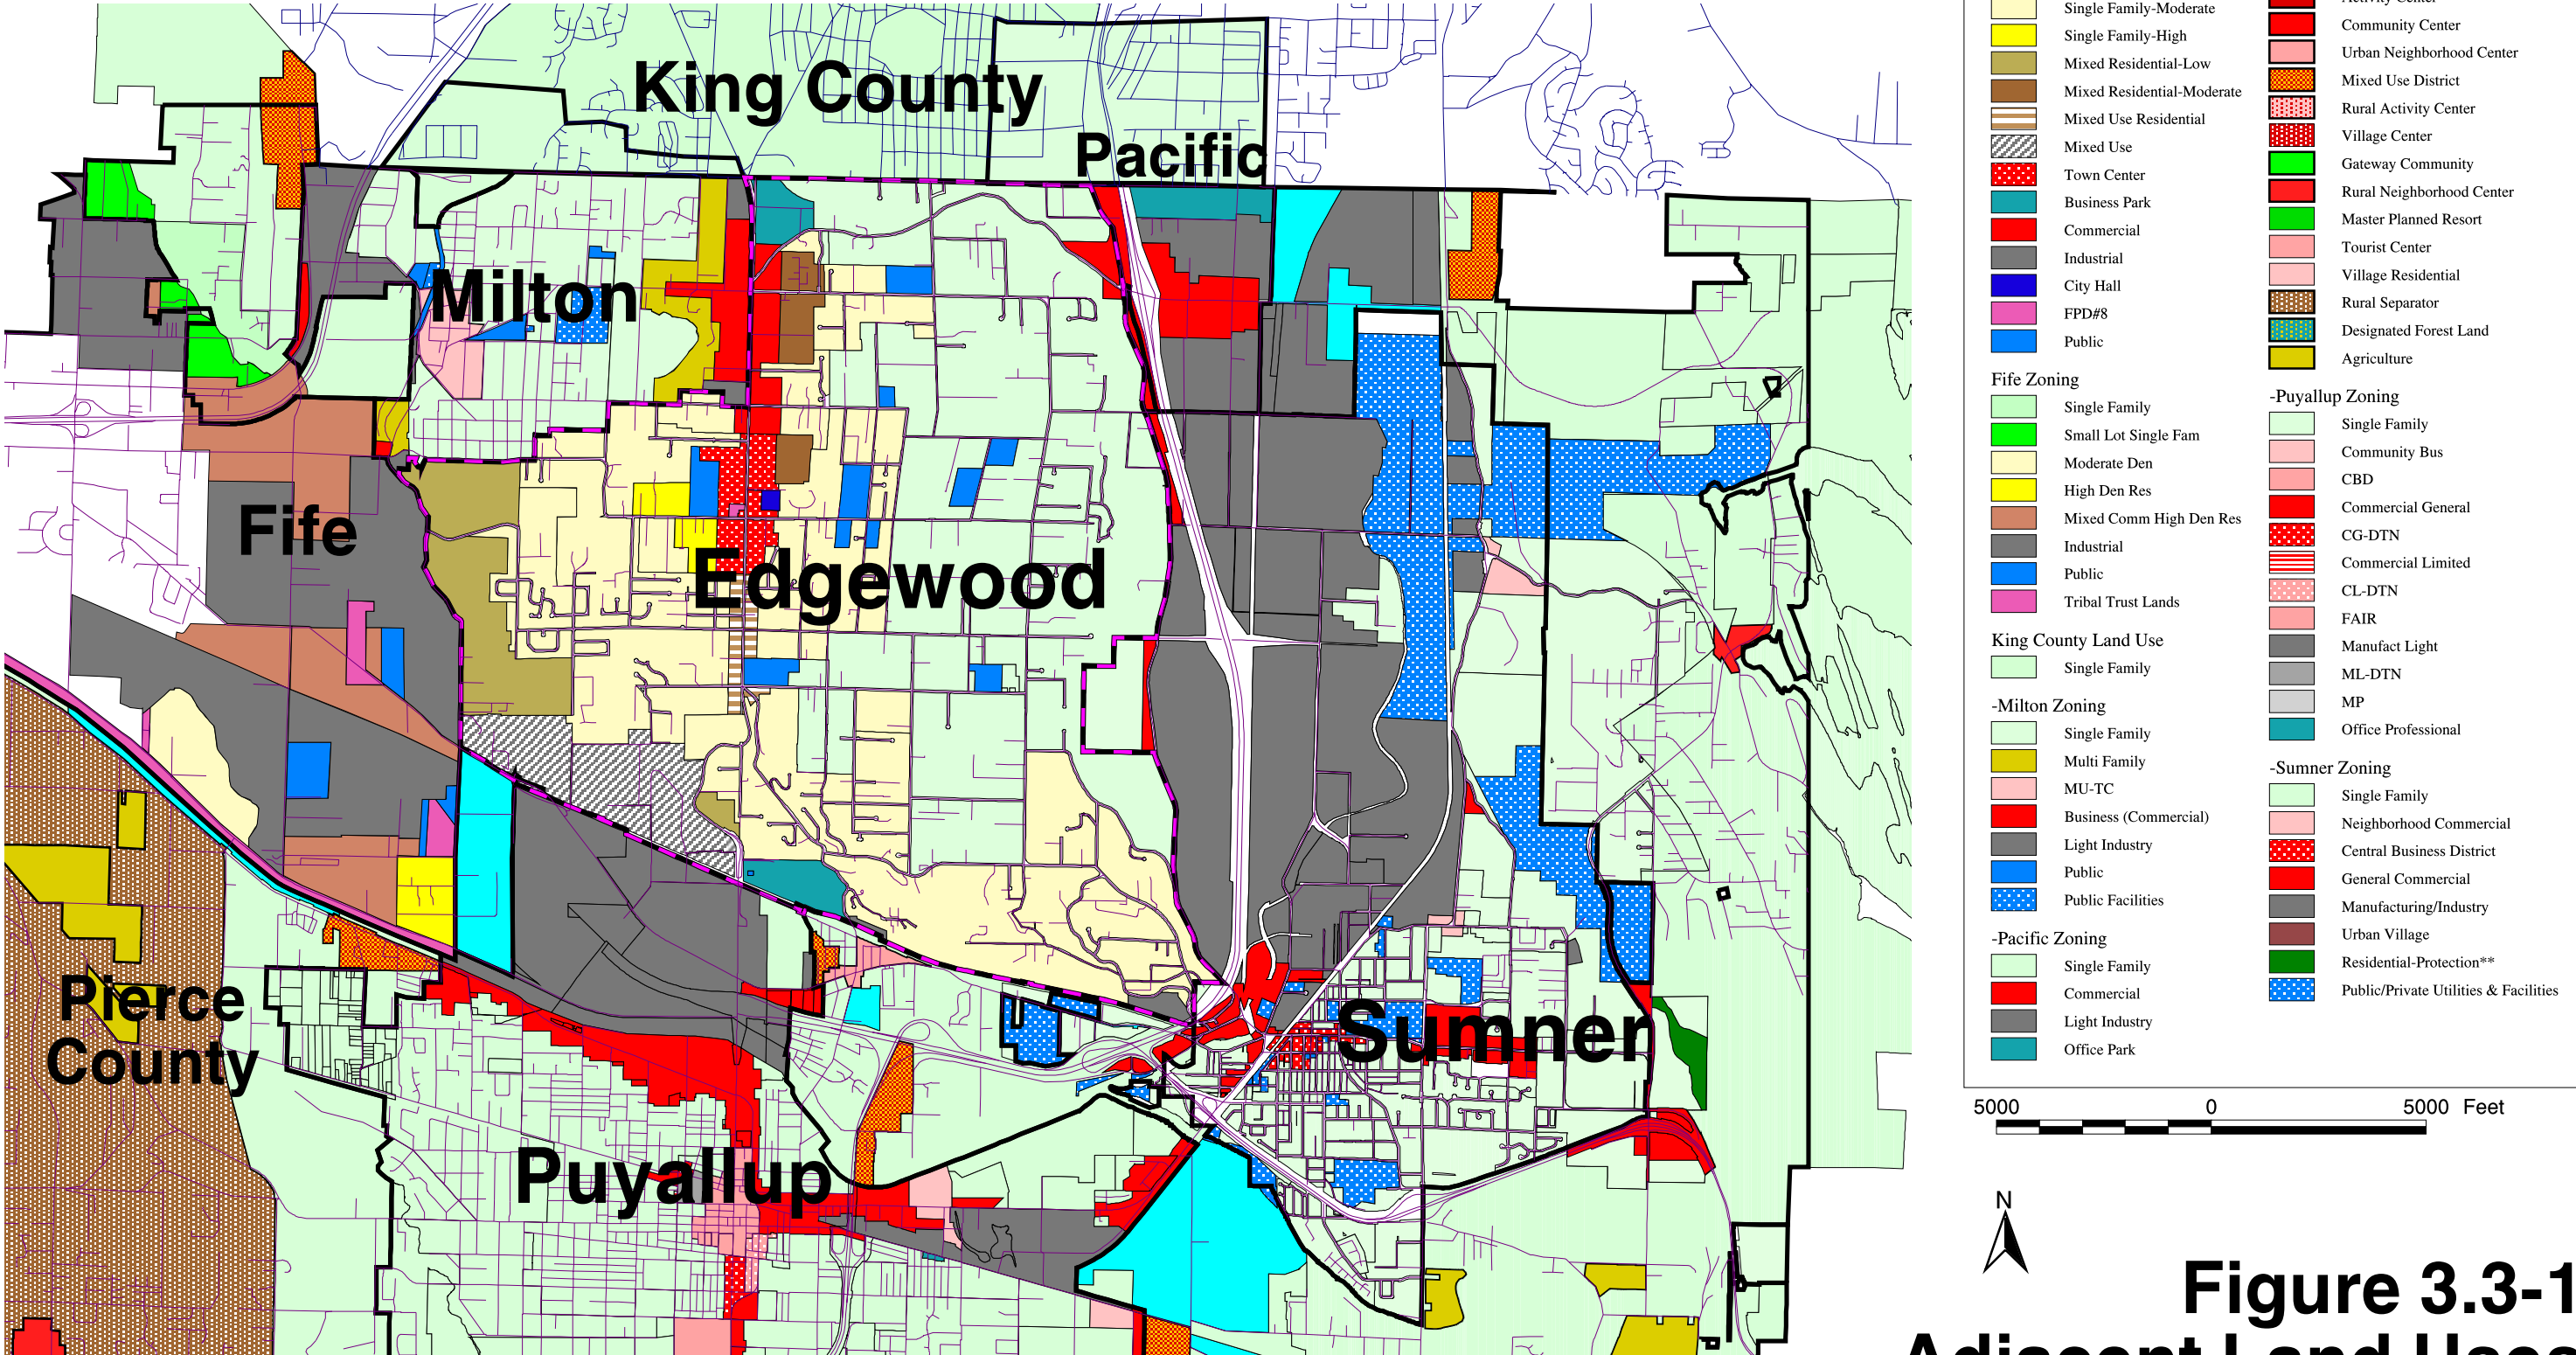 King County
Pacific
Milton
Fife
Edgewood
Pierce
County
Sumner
Puyallup
Single Family-Moderate
Single Family-High
Mixed Residential-Low
Mixed Residential-Moderate
Mixed Use Residential
Mixed Use
Town Center
Business Park
Commercial
Industrial
City Hall
FPD#8
Public
Fife Zoning
Single Family
Small Lot Single Fam
Moderate Den
High Den Res
Mixed Comm High Den Res
Industrial
Public
Tribal Trust Lands
King County Land Use
Single Family
-Milton Zoning
Single Family
Multi Family
MU-TC
Business (Commercial)
Light Industry
Public
Public Facilities
-Pacific Zoning
Single Family
Commercial
Light Industry
Office Park
Activity Center
Community Center
Urban Neighborhood Center
Mixed Use District
Rural Activity Center
Village Center
Gateway Community
Rural Neighborhood Center
Master Planned Resort
Tourist Center
Village Residential
Rural Separator
Designated Forest Land
Agriculture
-Puyallup Zoning
Single Family
Community Bus
CBD
Commercial General
CG-DTN
Commercial Limited
CL-DTN
FAIR
Manufact Light
ML-DTN
MP
Office Professional
-Sumner Zoning
Single Family
Neighborhood Commercial
Central Business District
General Commercial
Manufacturing/Industry
Urban Village
Residential-Protection**
Public/Private Utilities & Facilities
5000 0 5000 Feet
N
Figure 3.3-1
Adjacent Land Uses